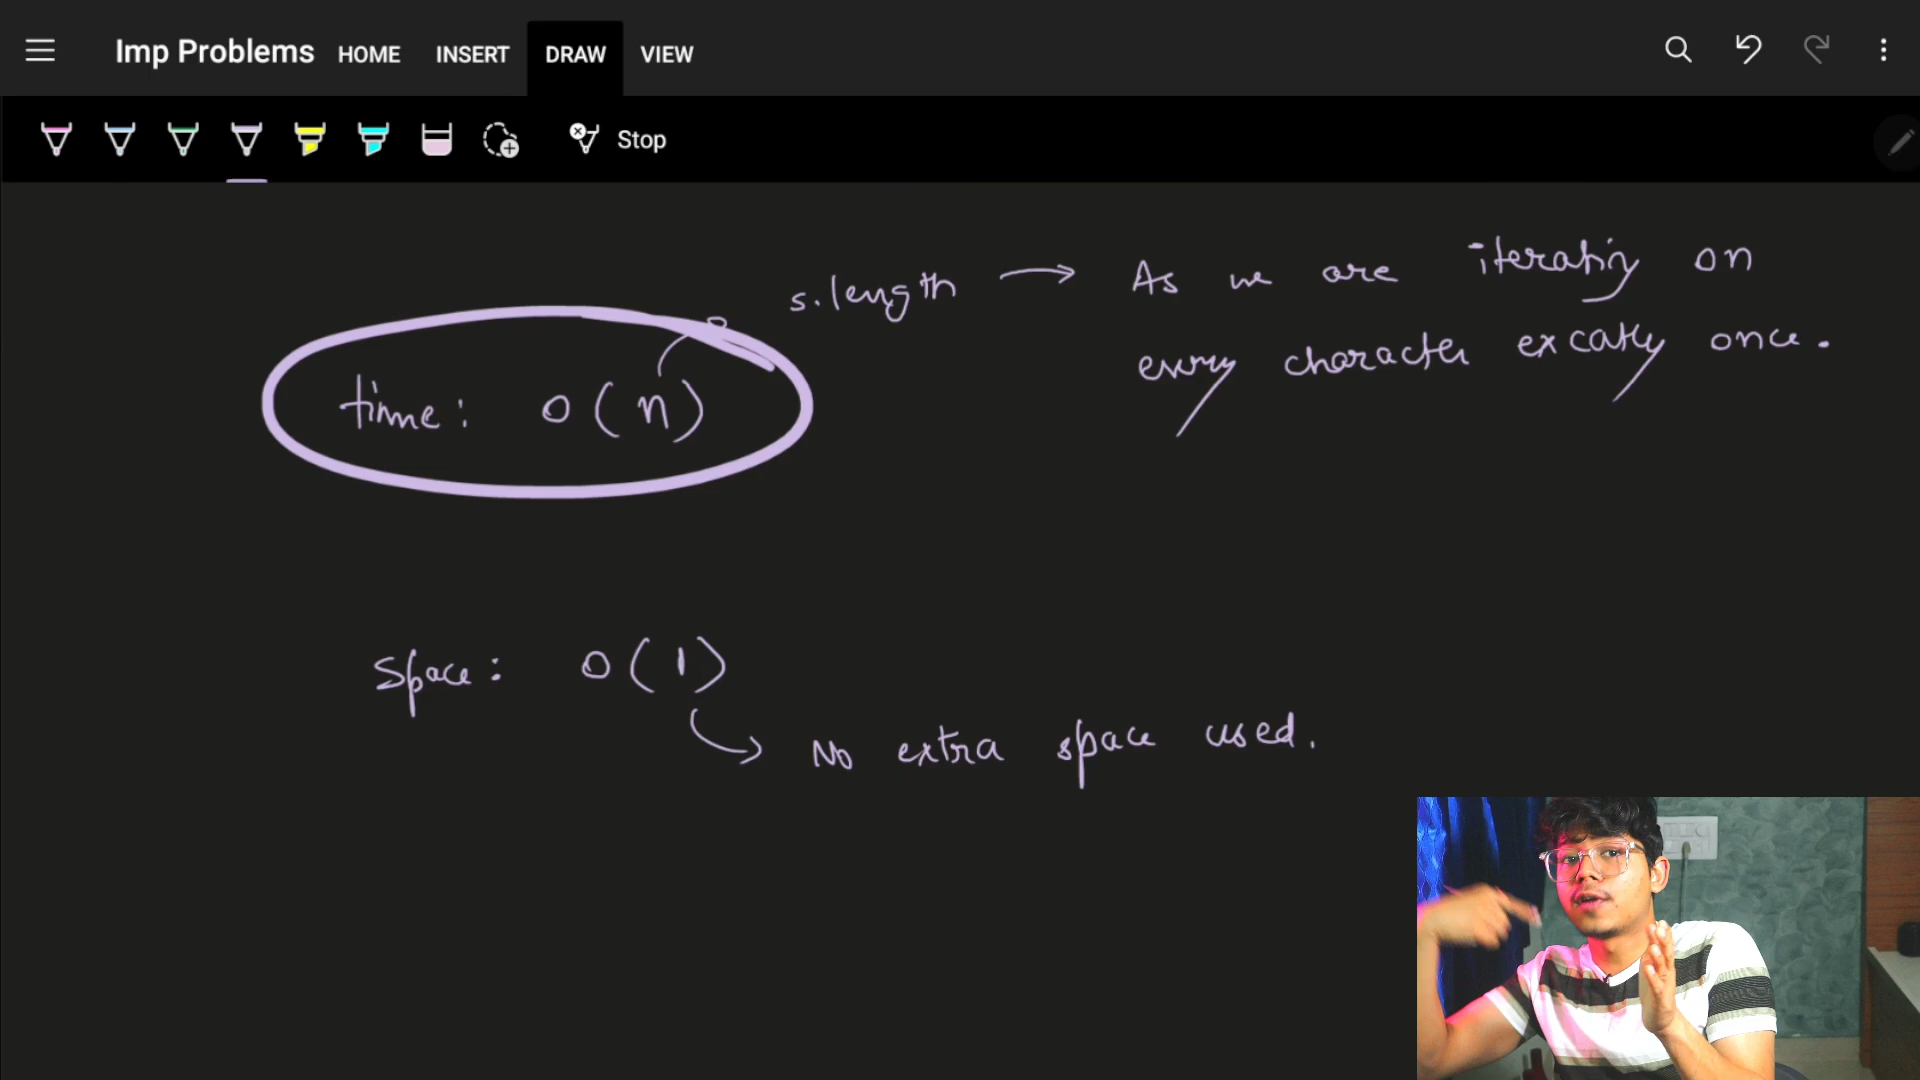 Imp Problems HOME INSERT DRAW VIEW
Stop
s.length → As we are iterating on
every character excatly once.
time: O(n)
Space: O(1)
No extra space used.